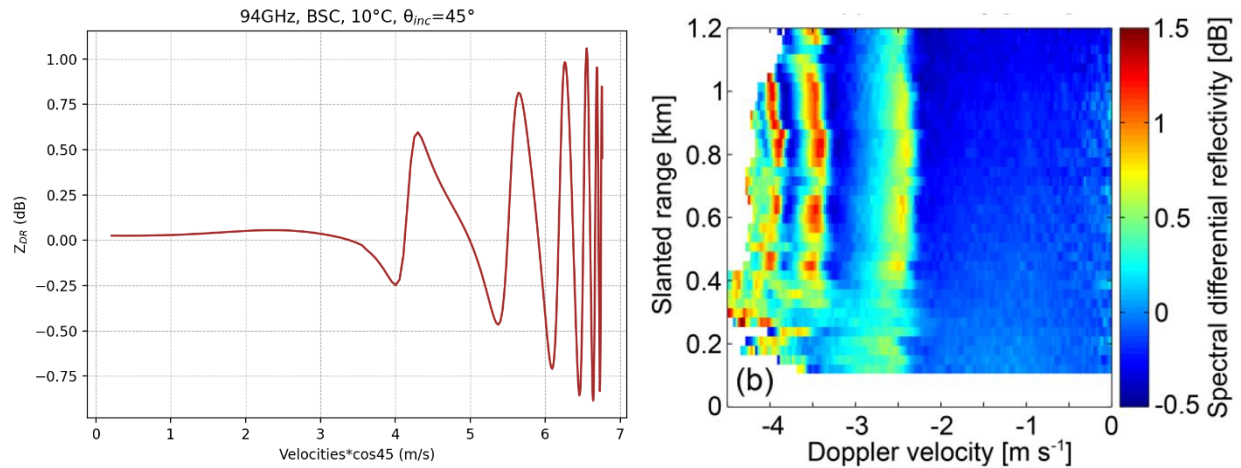 94GHz, BSC, 10°C, θinc=45°
1.00
0.75
0.50
0.25
0.00
−0.25
−0.50
−0.75
ZDR (dB)
0 1 2 3 4 5 6 7
Velocities*cos45 (m/s)
1.2
1
0.8
0.6
0.4
0.2
0
Slanted range [km]
(b)
-4 -3 -2 -1 0
Doppler velocity [m s-1]
1.5
1
0.5
0
-0.5
Spectral differential reflectivity [dB]